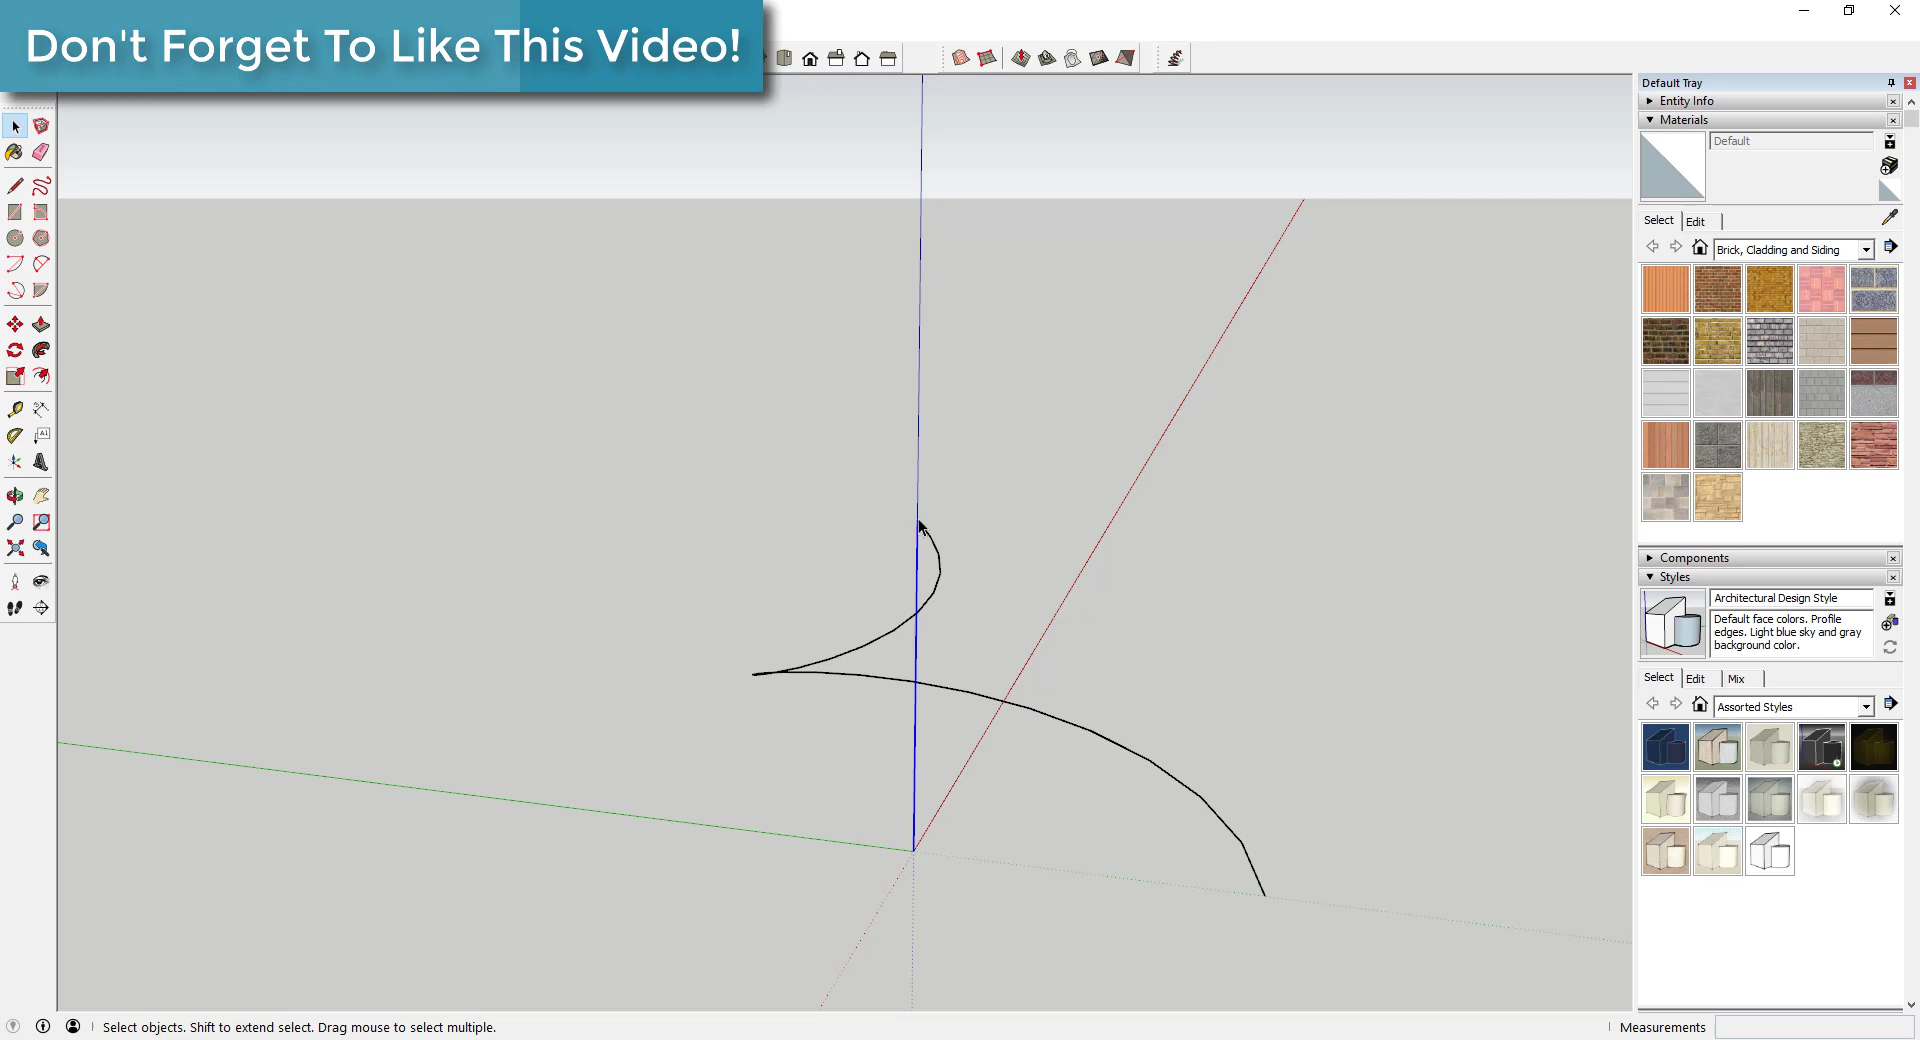 Don't Forget To Like This Video!
Default Tray
Entity Info
Materials
Default
Select Edit
Brick, Cladding and Siding
Components
Styles
Architectural Design Style
Default face colors. Profile
edges. Light blue sky and gray
background color.
Select Edit Mix
Assorted Styles
A1
Select objects. Shift to extend select. Drag mouse to select multiple.
Measurements